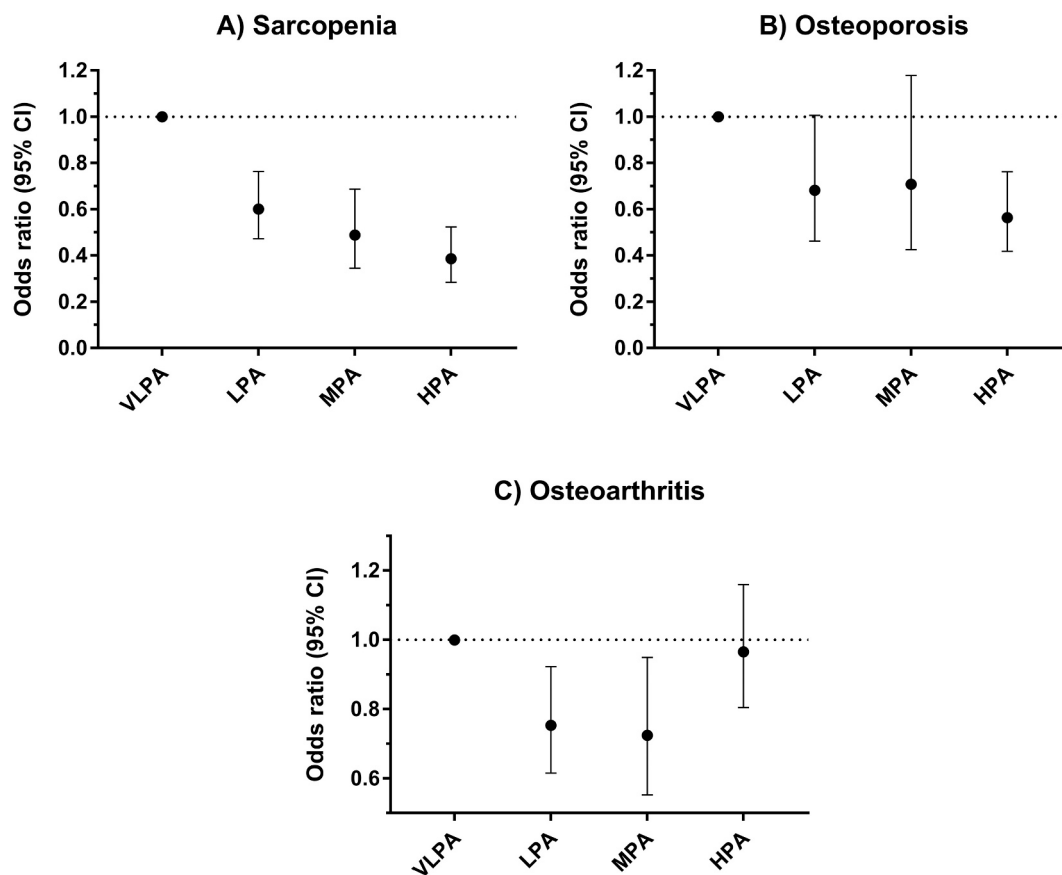 A) Sarcopenia
Odds ratio (95% CI)
1.2
1.0
0.8
0.6
0.4
0.2
0.0
VLPA
LPA
MPA
HPA
B) Osteoporosis
Odds ratio (95% CI)
1.2
1.0
0.8
0.6
0.4
0.2
0.0
VLPA
LPA
MPA
HPA
C) Osteoarthritis
Odds ratio (95% CI)
1.2
1.0
0.8
0.6
VLPA
LPA
MPA
HPA